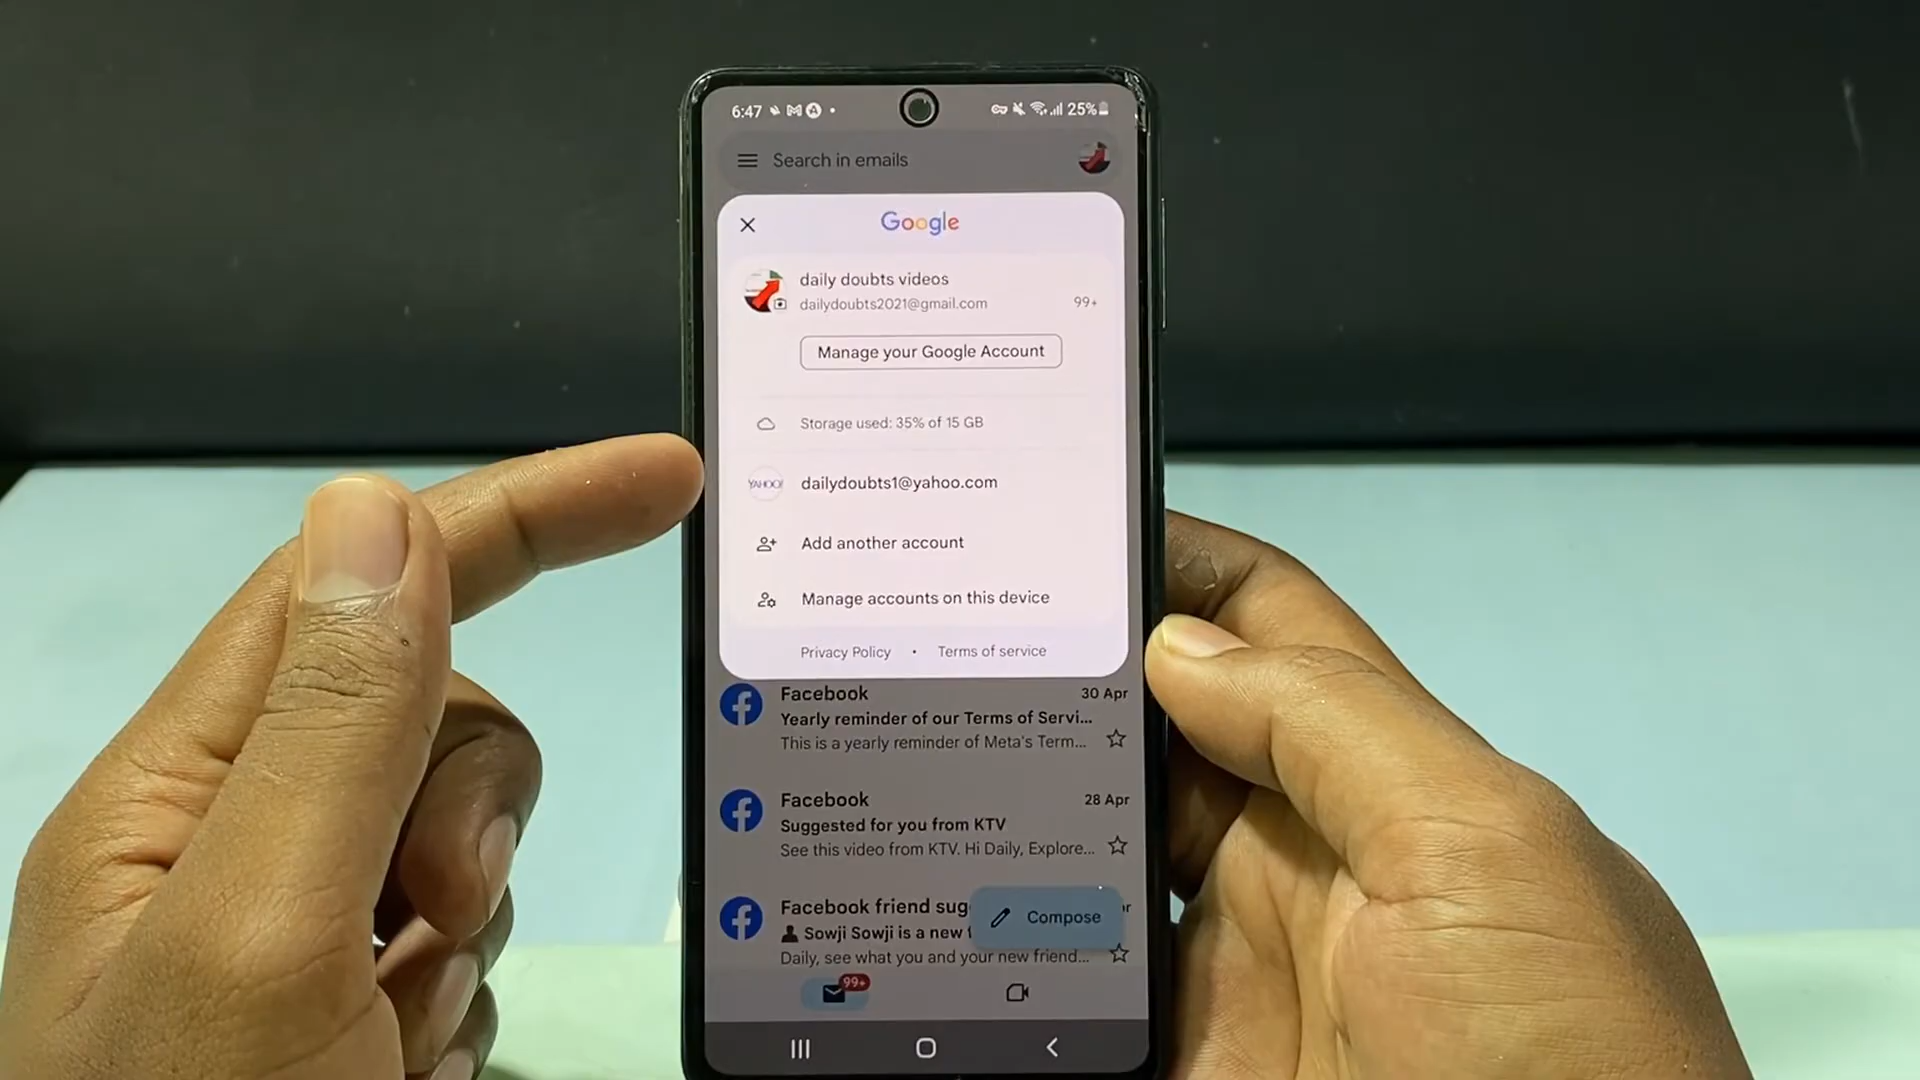 6:47
25%
Search in emails
Google
daily doubts videos
dailydoubts2021@gmail.com
99+
Manage your Google Account
Storage used: 35% of 15 GB
YAHOO!
dailydoubts1@yahoo.com
Add another account
Manage accounts on this device
Privacy Policy • Terms of service
Facebook 30 Apr
Yearly reminder of our Terms of Servi...
This is a yearly reminder of Meta's Term...
Facebook 28 Apr
Suggested for you from KTV
See this video from KTV. Hi Daily, Explore...
Facebook friend sug
Sowji Sowji is a new
Daily, see what you and your new friend...
Compose
99+